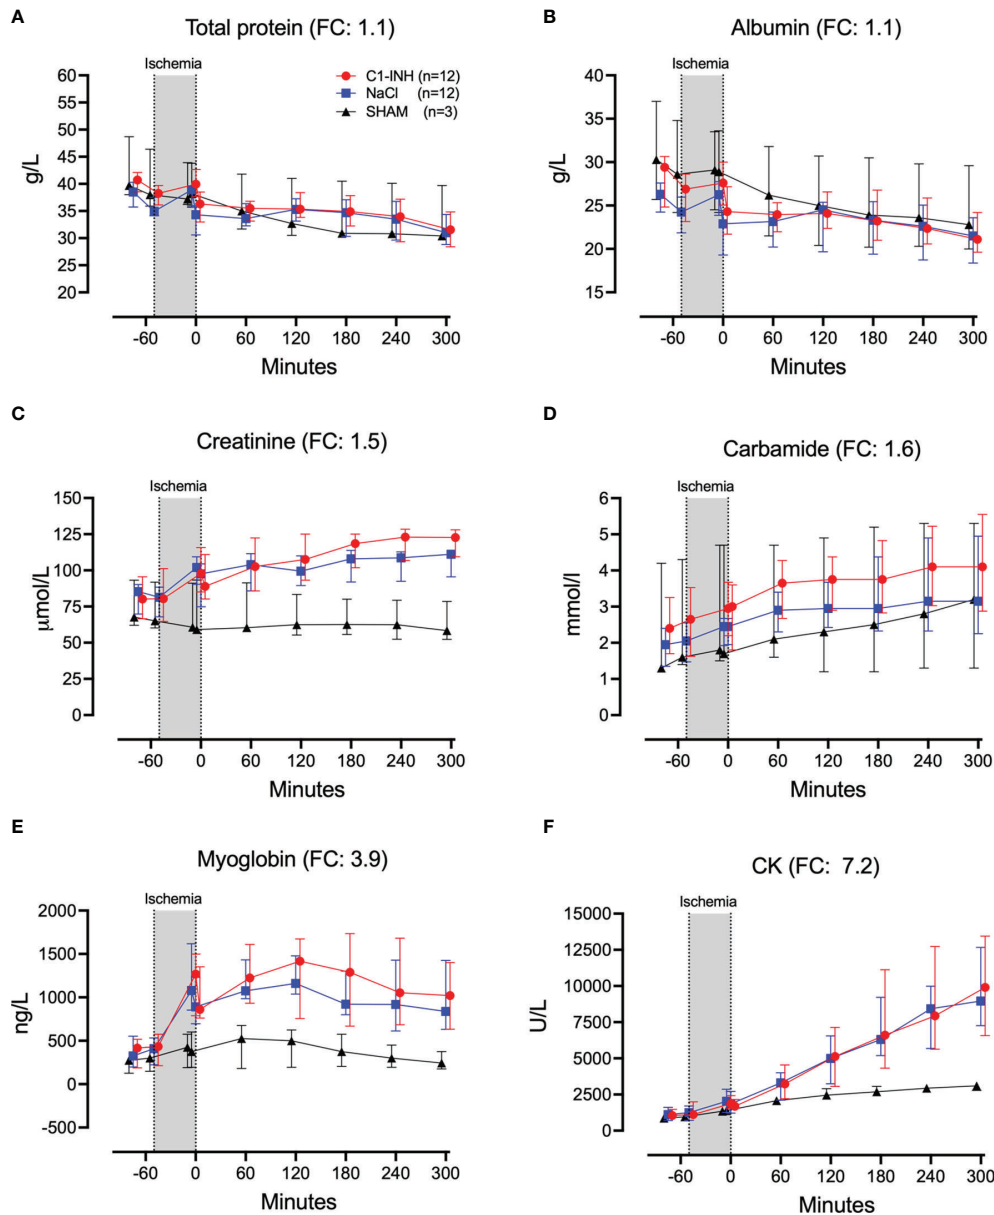 A
Total protein (FC: 1.1)
Ischemia
C1-INH (n=12)
NaCl (n=12)
SHAM (n=3)
g/L
60
55
50
45
40
35
30
25
20
-60 0 60 120 180 240 300
Minutes
B
Albumin (FC: 1.1)
Ischemia
g/L
40
35
30
25
20
15
-60 0 60 120 180 240 300
Minutes
C
Creatinine (FC: 1.5)
Ischemia
μmol/L
150
125
100
75
50
25
0
-60 0 60 120 180 240 300
Minutes
D
Carbamide (FC: 1.6)
Ischemia
mmol/l
6
5
4
3
2
1
0
-60 0 60 120 180 240 300
Minutes
E
Myoglobin (FC: 3.9)
Ischemia
ng/L
2000
1500
1000
500
0
-500
-60 0 60 120 180 240 300
Minutes
F
CK (FC: 7.2)
Ischemia
U/L
15000
12500
10000
7500
5000
2500
0
-60 0 60 120 180 240 300
Minutes